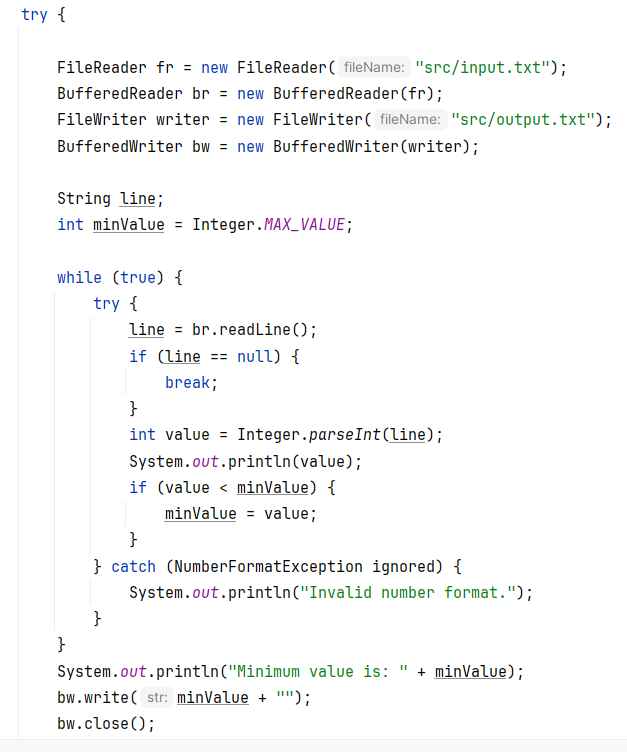 try {
FileReader fr = new FileReader( fileName: "src/input.txt");
BufferedReader br = new BufferedReader(fr);
FileWriter writer = new FileWriter( fileName: "src/output.txt");
BufferedWriter bw = new BufferedWriter(writer);
String line;
int minValue = Integer.MAX_VALUE;
while (true) {
try {
line = br.readLine();
if (line == null) {
break;
}
int value = Integer.parseInt(line);
System.out.println(value);
if (value < minValue) {
minValue = value;
}
} catch (NumberFormatException ignored) {
System.out.println("Invalid number format.");
}
}
System.out.println("Minimum value is: " + minValue);
bw.write( str: minValue + "");
bw.close();